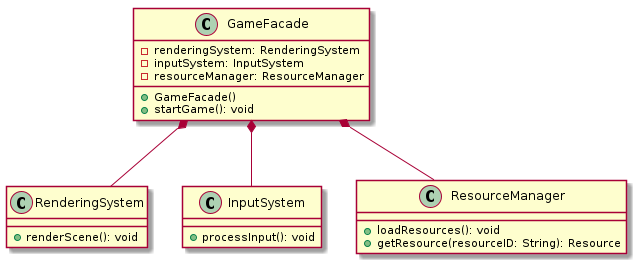 C GameFacade
renderingSystem: RenderingSystem
inputSystem: InputSystem
resourceManager: ResourceManager
GameFacade()
startGame(): void
C RenderingSystem
renderScene(): void
C InputSystem
processInput(): void
C ResourceManager
loadResources(): void
getResource(resourceID: String): Resource